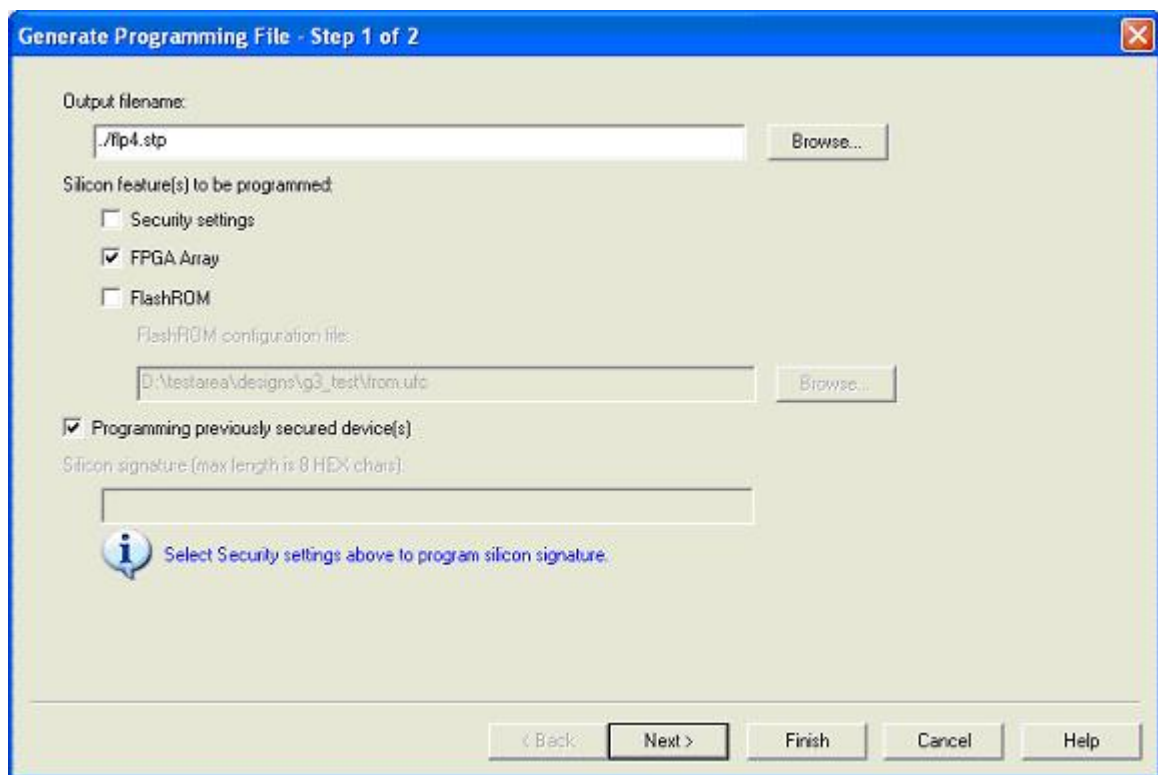 Generate Programming File - Step 1 of 2
Output filename:
./flp4.stp
Browse...
Silicon feature(s) to be programmed:
Security settings
FPGA Array
FlashROM
FlashROM configuration file:
D:\testarea\designs\g3_test\from.ufc
Browse...
Programming previously secured device(s)
Silicon signature (max length is 8 HEX chars):
Select Security settings above to program silicon signature.
< Back
Next >
Finish
Cancel
Help